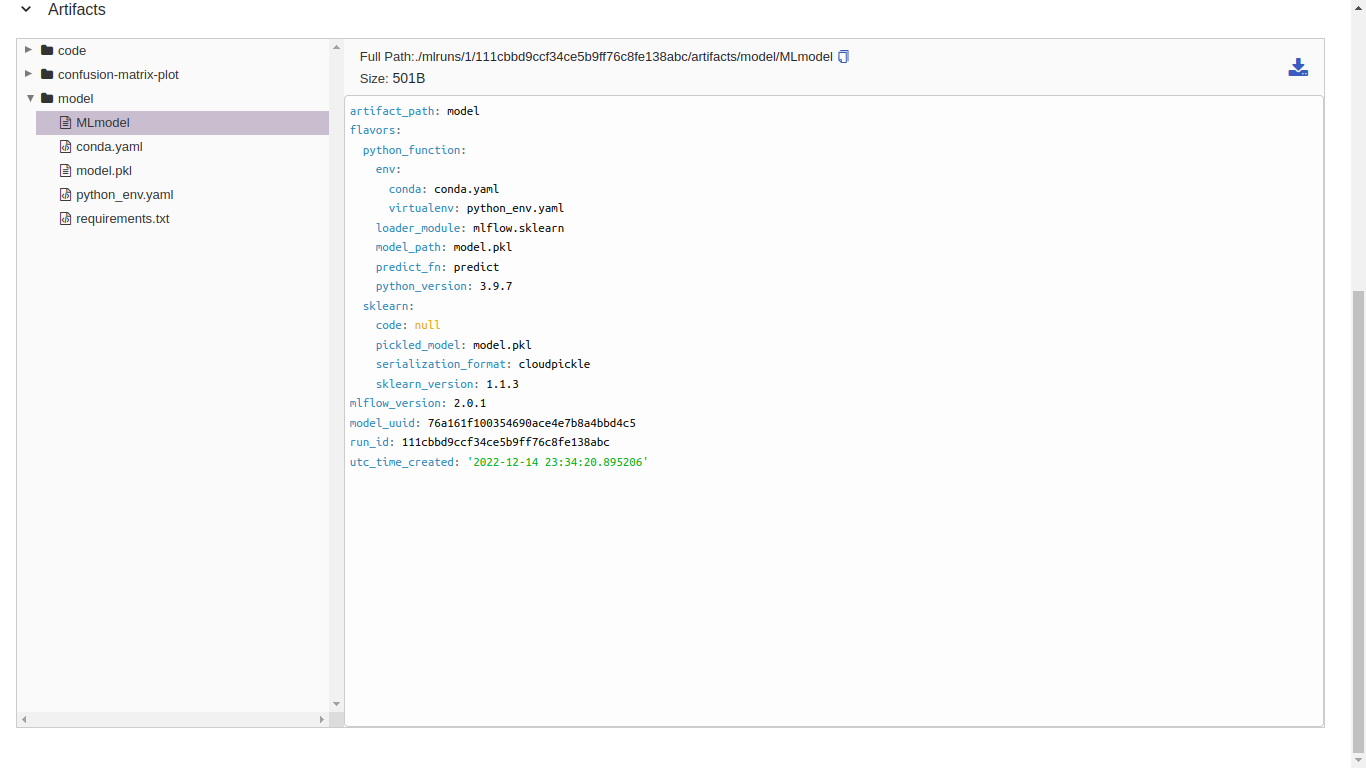 Artifacts
code
confusion-matrix-plot
model
MLmodel
conda.yaml
model.pkl
python_env.yaml
requirements.txt
Full Path:./mlruns/1/111cbbd9ccf34ce5b9ff76c8fe138abc/artifacts/model/MLmodel
Size: 501B
artifact_path: model
flavors:
  python_function:
    env:
      conda: conda.yaml
      virtualenv: python_env.yaml
    loader_module: mlflow.sklearn
    model_path: model.pkl
    predict_fn: predict
    python_version: 3.9.7
  sklearn:
    code: null
    pickled_model: model.pkl
    serialization_format: cloudpickle
    sklearn_version: 1.1.3
mlflow_version: 2.0.1
model_uuid: 76a161f100354690ace4e7b8a4bbd4c5
run_id: 111cbbd9ccf34ce5b9ff76c8fe138abc
utc_time_created: '2022-12-14 23:34:20.895206'